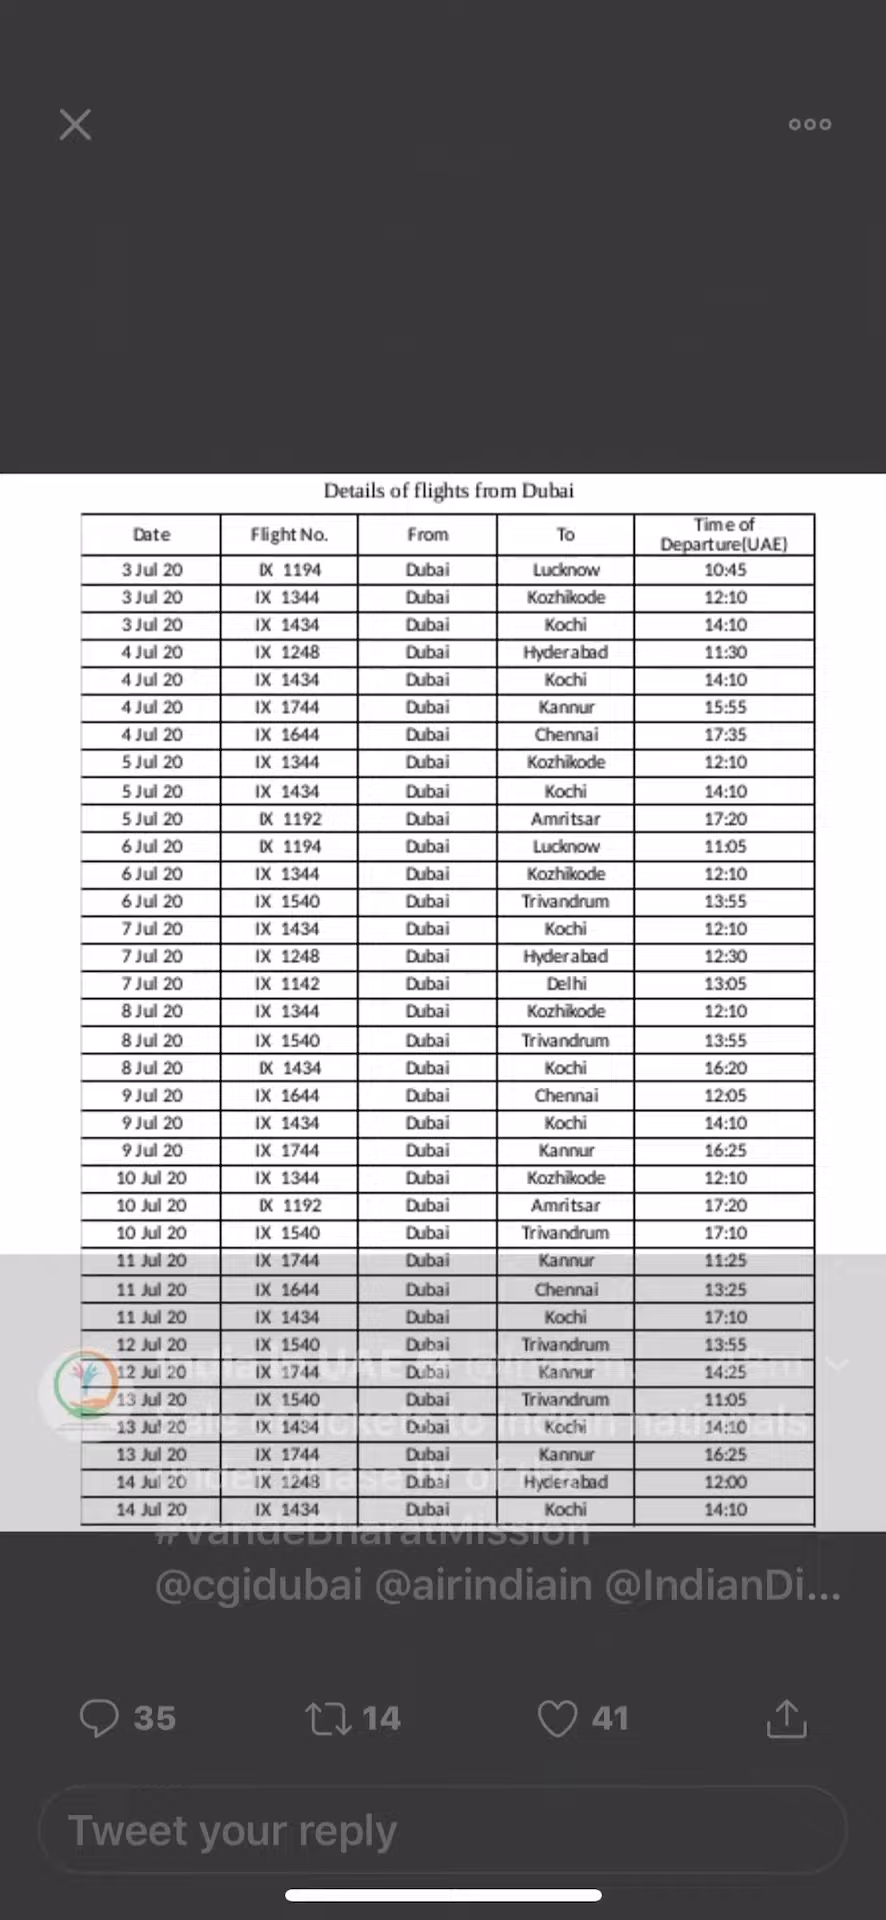 Details of flights from Dubai
Date Flight No. From To Time of Departure(UAE)
3 Jul 20 IX 1194 Dubai Lucknow 10:45
3 Jul 20 IX 1344 Dubai Kozhikode 12:10
3 Jul 20 IX 1434 Dubai Kochi 14:10
4 Jul 20 IX 1248 Dubai Hyderabad 11:30
4 Jul 20 IX 1434 Dubai Kochi 14:10
4 Jul 20 IX 1744 Dubai Kannur 15:55
4 Jul 20 IX 1644 Dubai Chennai 17:35
5 Jul 20 IX 1344 Dubai Kozhikode 12:10
5 Jul 20 IX 1434 Dubai Kochi 14:10
5 Jul 20 IX 1192 Dubai Amritsar 17:20
6 Jul 20 IX 1194 Dubai Lucknow 11:05
6 Jul 20 IX 1344 Dubai Kozhikode 12:10
6 Jul 20 IX 1540 Dubai Trivandrum 13:55
7 Jul 20 IX 1434 Dubai Kochi 12:10
7 Jul 20 IX 1248 Dubai Hyderabad 12:30
7 Jul 20 IX 1142 Dubai Delhi 13:05
8 Jul 20 IX 1344 Dubai Kozhikode 12:10
8 Jul 20 IX 1540 Dubai Trivandrum 13:55
8 Jul 20 IX 1434 Dubai Kochi 16:20
9 Jul 20 IX 1644 Dubai Chennai 12:05
9 Jul 20 IX 1434 Dubai Kochi 14:10
9 Jul 20 IX 1744 Dubai Kannur 16:25
10 Jul 20 IX 1344 Dubai Kozhikode 12:10
10 Jul 20 IX 1192 Dubai Amritsar 17:20
10 Jul 20 IX 1540 Dubai Trivandrum 17:10
11 Jul 20 IX 1744 Dubai Kannur 11:25
11 Jul 20 IX 1644 Dubai Chennai 13:25
11 Jul 20 IX 1434 Dubai Kochi 17:10
12 Jul 20 IX 1540 Dubai Trivandrum 13:55
12 Jul 20 IX 1744 Dubai Kannur 14:25
13 Jul 20 IX 1540 Dubai Trivandrum 11:05
13 Jul 20 IX 1434 Dubai Kochi 14:10
13 Jul 20 IX 1744 Dubai Kannur 16:25
14 Jul 20 IX 1248 Dubai Hyderabad 12:00
14 Jul 20 IX 1434 Dubai Kochi 14:10
#VandeBharatMission
@cgidubai @airindiain @IndianDi...
35 14 41
Tweet your reply